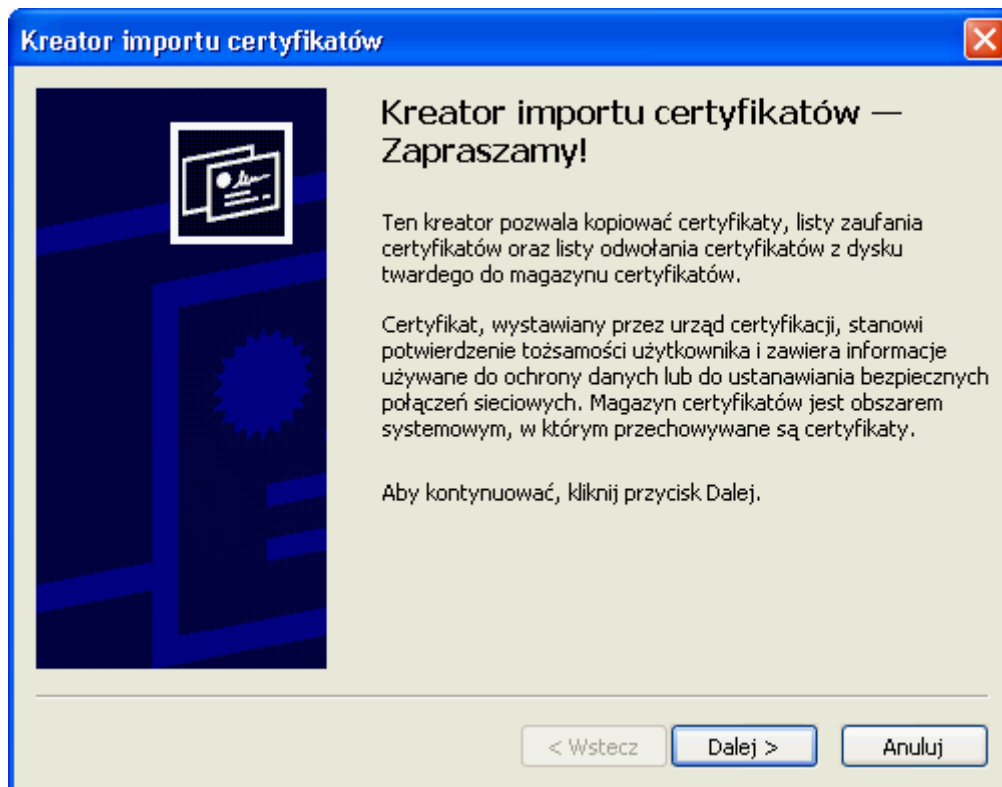 Kreator importu certyfikatów
Kreator importu certyfikatów —
Zapraszamy!
Ten kreator pozwala kopiować certyfikaty, listy zaufania
certyfikatów oraz listy odwołania certyfikatów z dysku
twardego do magazynu certyfikatów.
Certyfikat, wystawiany przez urząd certyfikacji, stanowi
potwierdzenie tożsamości użytkownika i zawiera informacje
używane do ochrony danych lub do ustanawiania bezpiecznych
połączeń sieciowych. Magazyn certyfikatów jest obszarem
systemowym, w którym przechowywane są certyfikaty.
Aby kontynuować, kliknij przycisk Dalej.
< Wstecz
Dalej >
Anuluj